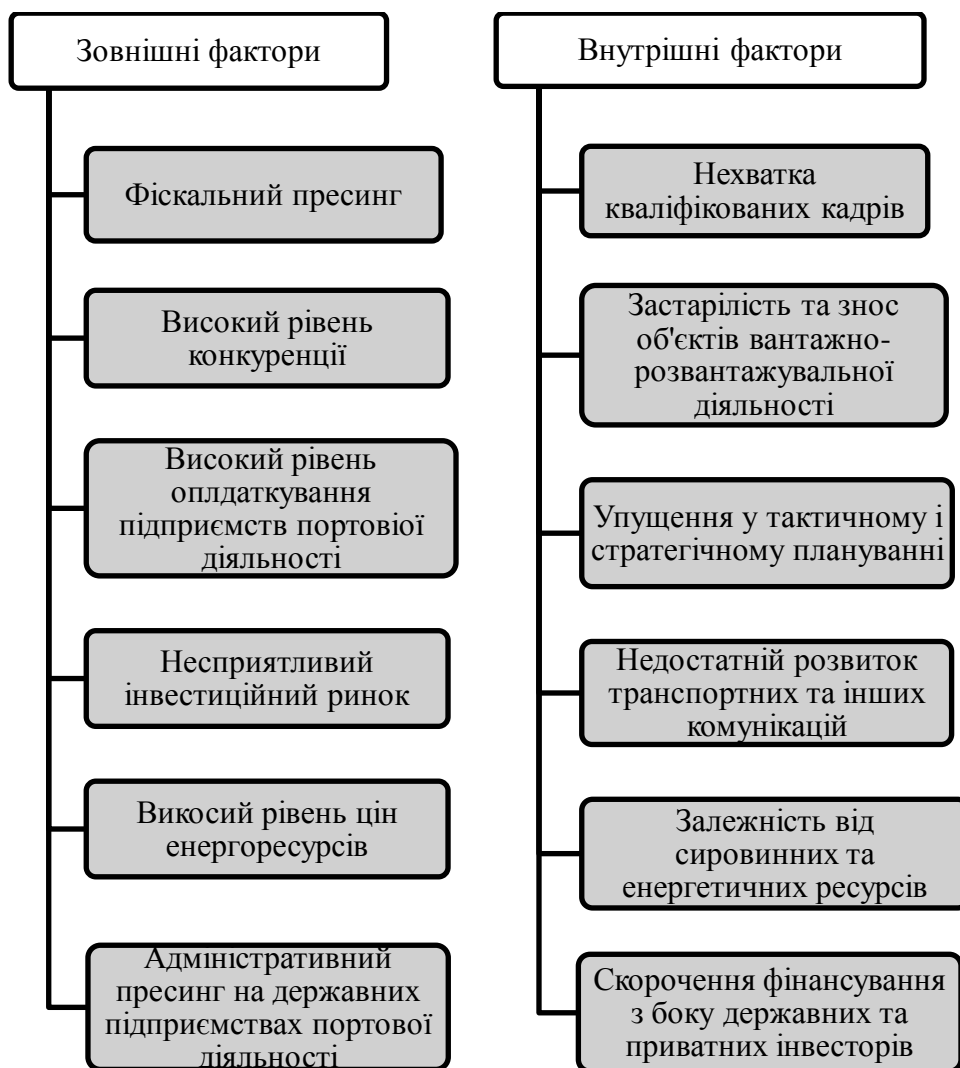 Зовнішні фактори
Фіскальний пресинг
Високий рівень
конкуренції
Високий рівень
оплдаткування
підприємств портовіої
діяльності
Несприятливий
інвестиційний ринок
Викосий рівень цін
енергоресурсів
Адміністративний
пресинг на державних
підприємствах портової
діяльності
Внутрішні фактори
Нехватка
кваліфікованих кадрів
Застарілість та знос
об'єктів вантажно-
розвантажувальної
діяльності
Упущення у тактичному і
стратегічному плануванні
Недостатній розвиток
транспортних та інших
комунікацій
Залежність від
сировинних та
енергетичних ресурсів
Скорочення фінансування
з боку державних та
приватних інвесторів